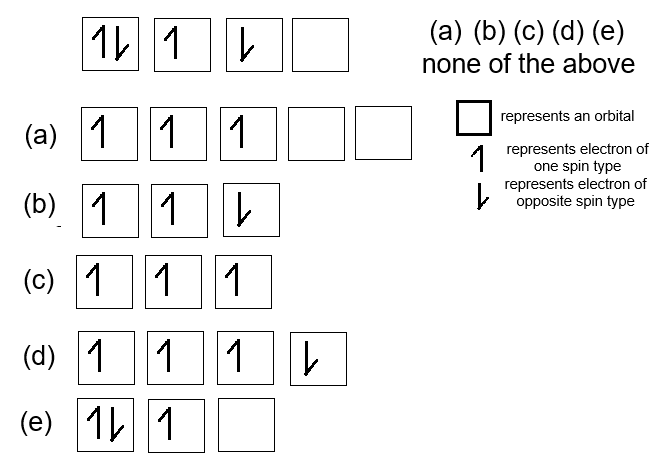 (a) (b) (c) (d) (e)
none of the above
represents an orbital
represents electron of
one spin type
represents electron of
opposite spin type
(a)
(b)
(c)
(d)
(e)